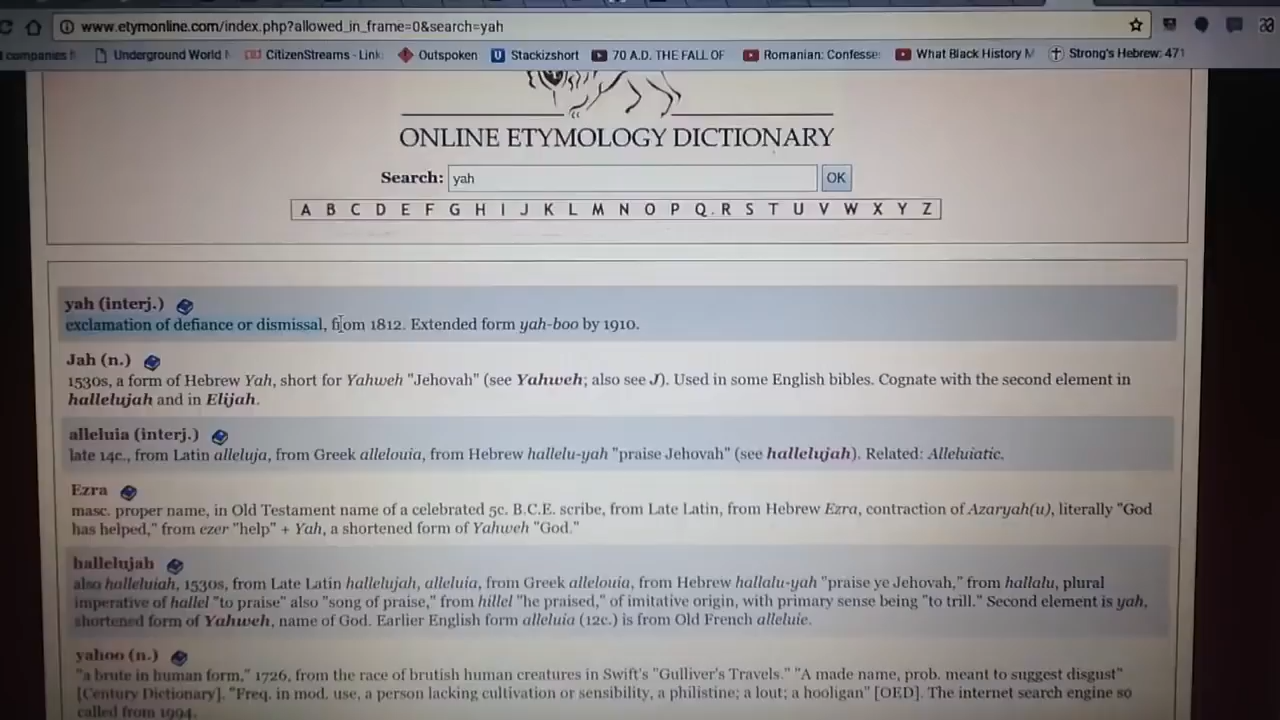 www.etymonline.com/index.php?allowed_in_frame=0&search=yah
companies Underground World CitizenStreams - Link Outspoken Stackizshort 70 A.D. THE FALL OF Romanian: Confesse What Black History M Strong's Hebrew: 471
ONLINE ETYMOLOGY DICTIONARY
Search: yah OK
A B C D E F G H I J K L M N O P Q R S T U V W X Y Z
yah (interj.)
exclamation of defiance or dismissal, from 1812. Extended form yah-boo by 1910.
Jah (n.)
1530s, a form of Hebrew Yah, short for Yahweh "Jehovah" (see Yahweh; also see J). Used in some English bibles. Cognate with the second element in
hallelujah and in Elijah.
alleluia (interj.)
late 14c., from Latin alleluja, from Greek allelouia, from Hebrew hallelu-yah "praise Jehovah" (see hallelujah). Related: Alleluiatic.
Ezra
masc. proper name, in Old Testament name of a celebrated 5c. B.C.E. scribe, from Late Latin, from Hebrew Ezra, contraction of Azaryah(u), literally "God
has helped," from ezer "help" + Yah, a shortened form of Yahweh "God."
hallelujah
also halleluiah, 1530s, from Late Latin hallelujah, alleluia, from Greek allelouia, from Hebrew hallalu-yah "praise ye Jehovah," from hallalu, plural
imperative of hallel "to praise" also "song of praise," from hillel "he praised," of imitative origin, with primary sense being "to trill." Second element is yah,
shortened form of Yahweh, name of God. Earlier English form alleluia (12c.) is from Old French alleluie.
yahoo (n.)
"a brute in human form," 1726, from the race of brutish human creatures in Swift's "Gulliver's Travels." "A made name, prob. meant to suggest disgust"
[Century Dictionary]. "Freq. in mod. use, a person lacking cultivation or sensibility, a philistine; a lout; a hooligan" [OED]. The internet search engine so
called from 1994.